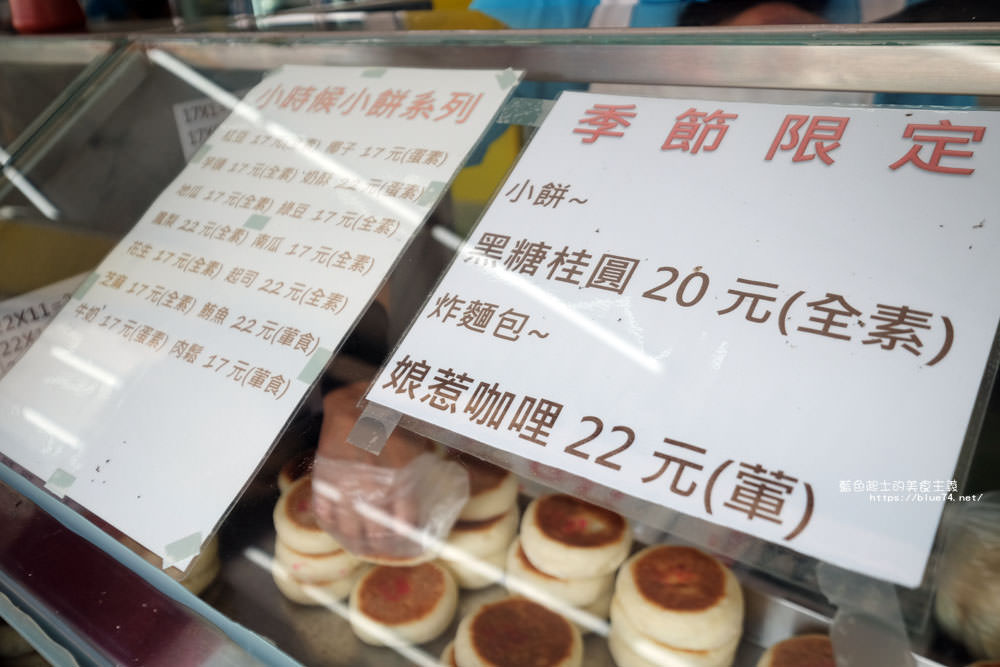 小時候小餅系列
紅豆 17元(全素) 椰子 17元(蛋素)
芋頭 17元(全素) 奶酥 22元(蛋素)
地瓜 17元(全素) 綠豆 17元(全素)
鳳梨 22元(全素) 南瓜 17元(全素)
花生 17元(全素) 起司 22元(全素)
芝麻 17元(全素) 鮪魚 22元(葷食)
牛奶 17元(蛋素) 肉鬆 17元(葷食)
季節限定
小餅~
黑糖桂圓 20 元(全素)
炸麵包~
娘惹咖哩 22 元(葷)
22X11=
藍色起士的美食主義
https://blue74.net/